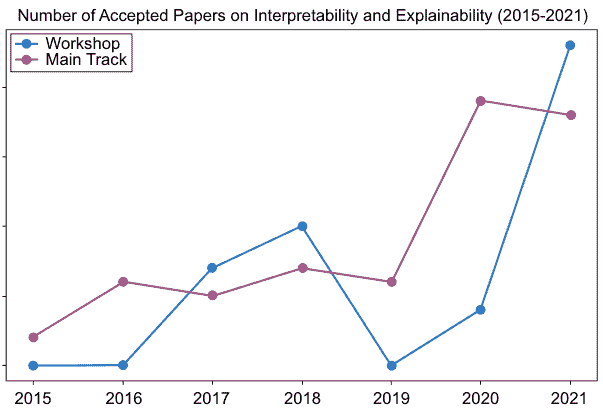 Number of Accepted Papers on Interpretability and Explainability (2015-2021)
Workshop
Main Track
2015 2016 2017 2018 2019 2020 2021